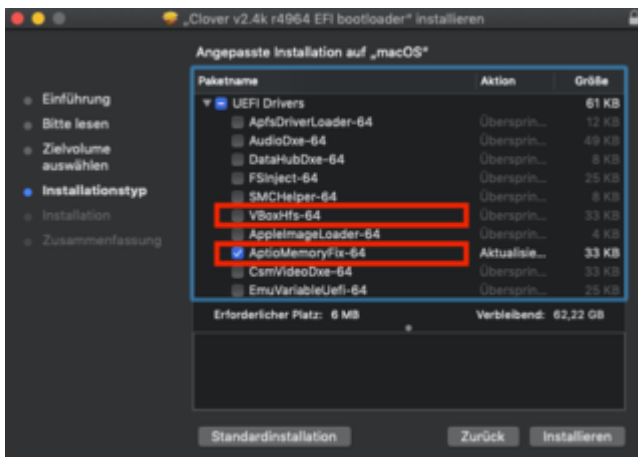 „Clover v2.4k r4964 EFI bootloader“ installieren
Angepasste Installation auf „macOS“
Einführung
Bitte lesen
Zielvolume
auswählen
Installationstyp
Installation
Zusammenfassung
Paketname Aktion Größe
UEFI Drivers 61 KB
ApfsDriverLoader-64 Übersprin... 12 KB
AudioDxe-64 Übersprin... 49 KB
DataHubDxe-64 Übersprin... 8 KB
FSInject-64 Übersprin... 25 KB
SMCHelper-64 Übersprin... 8 KB
VBoxHfs-64 Übersprin... 33 KB
AppleImageLoader-64 Übersprin... 4 KB
AptioMemoryFix-64 Aktualisie... 33 KB
CsmVideoDxe-64 Übersprin... 33 KB
EmuVariableUefi-64 Übersprin... 25 KB
Erforderlicher Platz: 6 MB Verbleibend: 62,22 GB
Standardinstallation Zurück Installieren